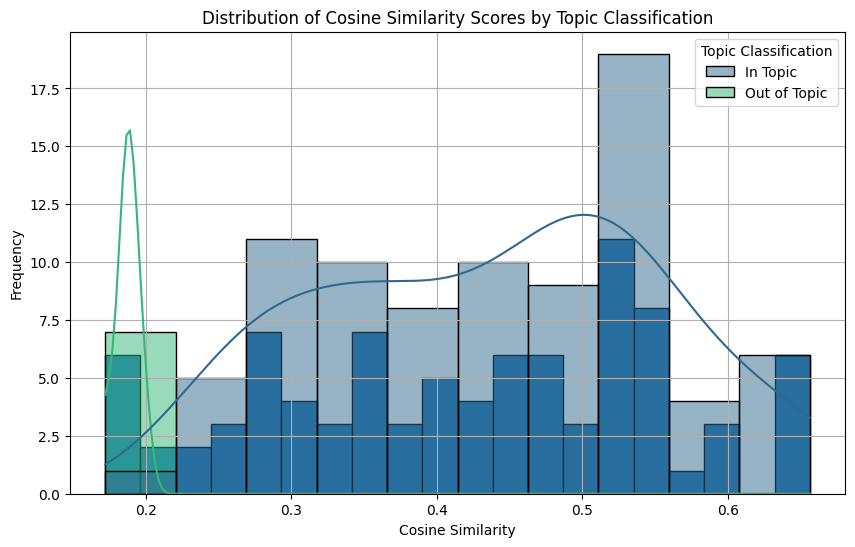 Distribution of Cosine Similarity Scores by Topic Classification
Topic Classification
In Topic
Out of Topic
17.5
15.0
12.5
10.0
7.5
5.0
2.5
0.0
Frequency
0.2
0.3
0.4
0.5
0.6
Cosine Similarity